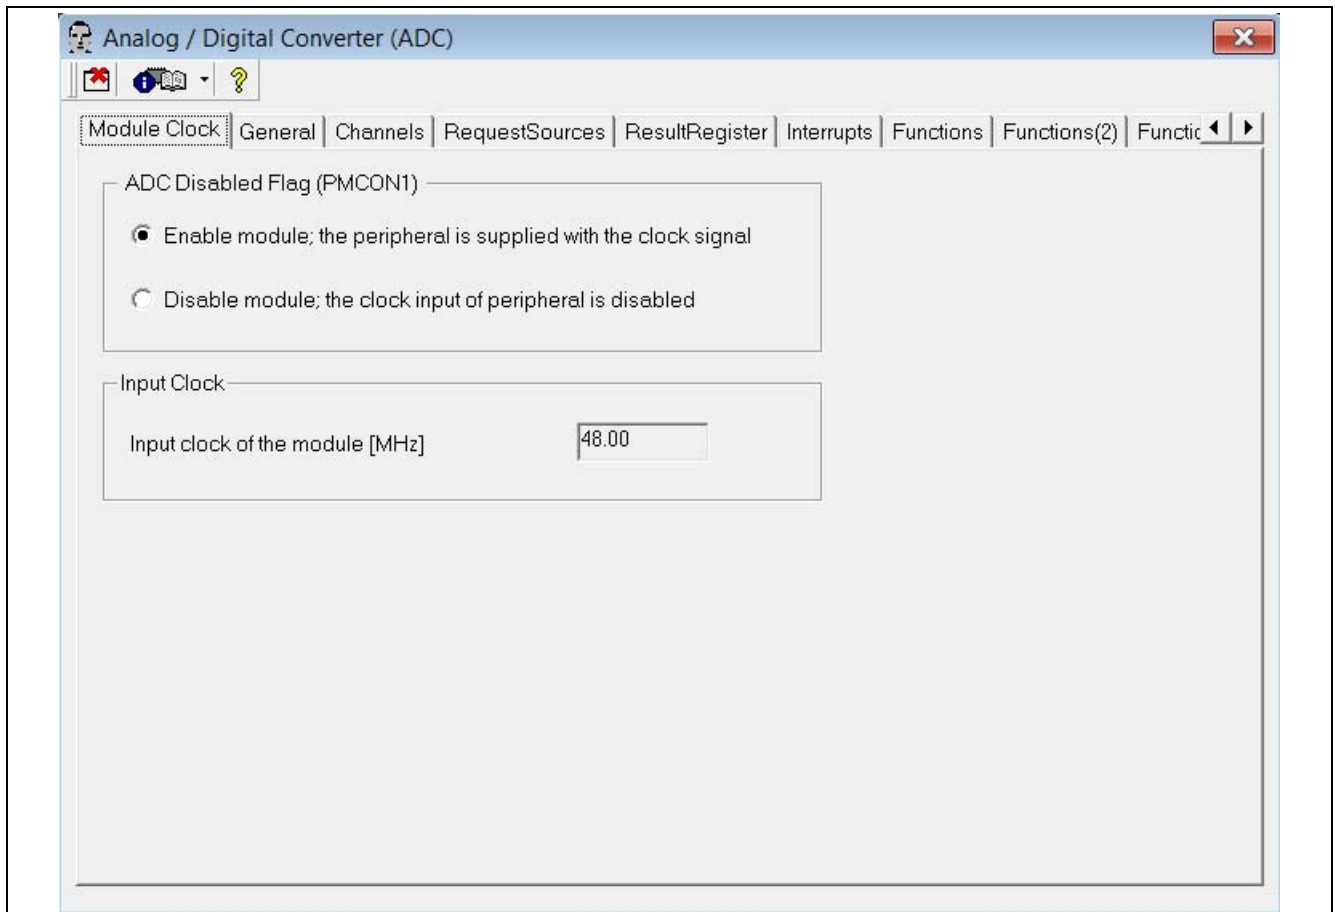 Analog / Digital Converter (ADC)
Module Clock General Channels RequestSources ResultRegister Interrupts Functions Functions(2) Functic
ADC Disabled Flag (PMCON1)
Enable module; the peripheral is supplied with the clock signal
Disable module; the clock input of peripheral is disabled
Input Clock
Input clock of the module [MHz] 48.00